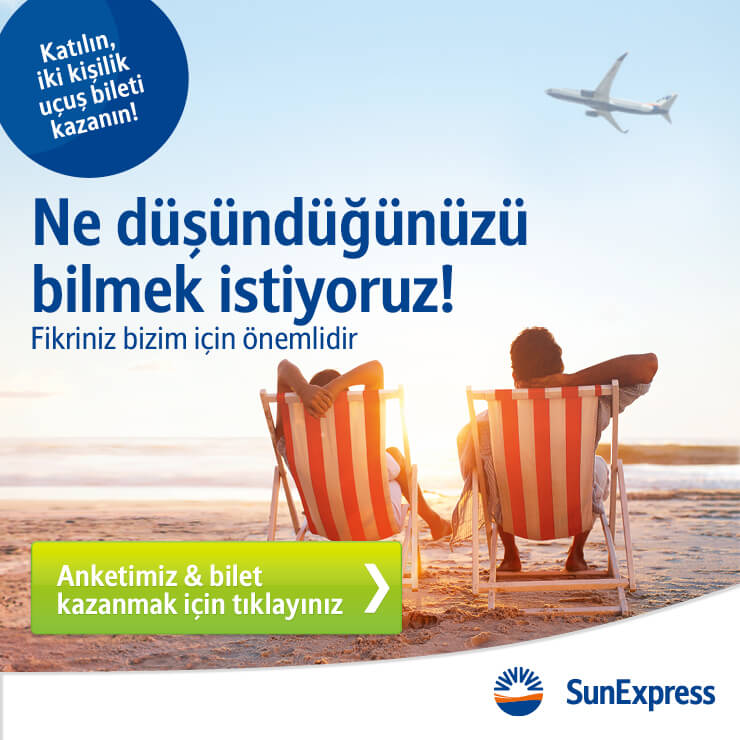 Katılın,
iki kişilik
uçuş bileti
kazanın!
Ne düşündüğünüzü
bilmek istiyoruz!
Fikriniz bizim için önemlidir
Anketimiz & bilet
kazanmak için tıklayınız
SunExpress